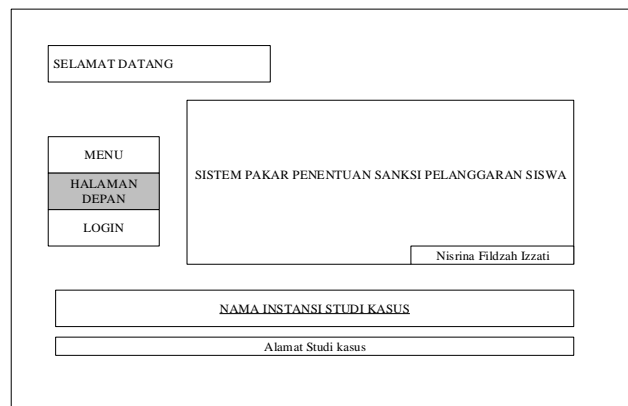 SELAMAT DATANG
MENU
HALAMAN
DEPAN
LOGIN
SISTEM PAKAR PENENTUAN SANKSI PELANGGARAN SISWA
Nisrina Fildzah Izzati
NAMA INSTANSI STUDI KASUS
Alamat Studi kasus